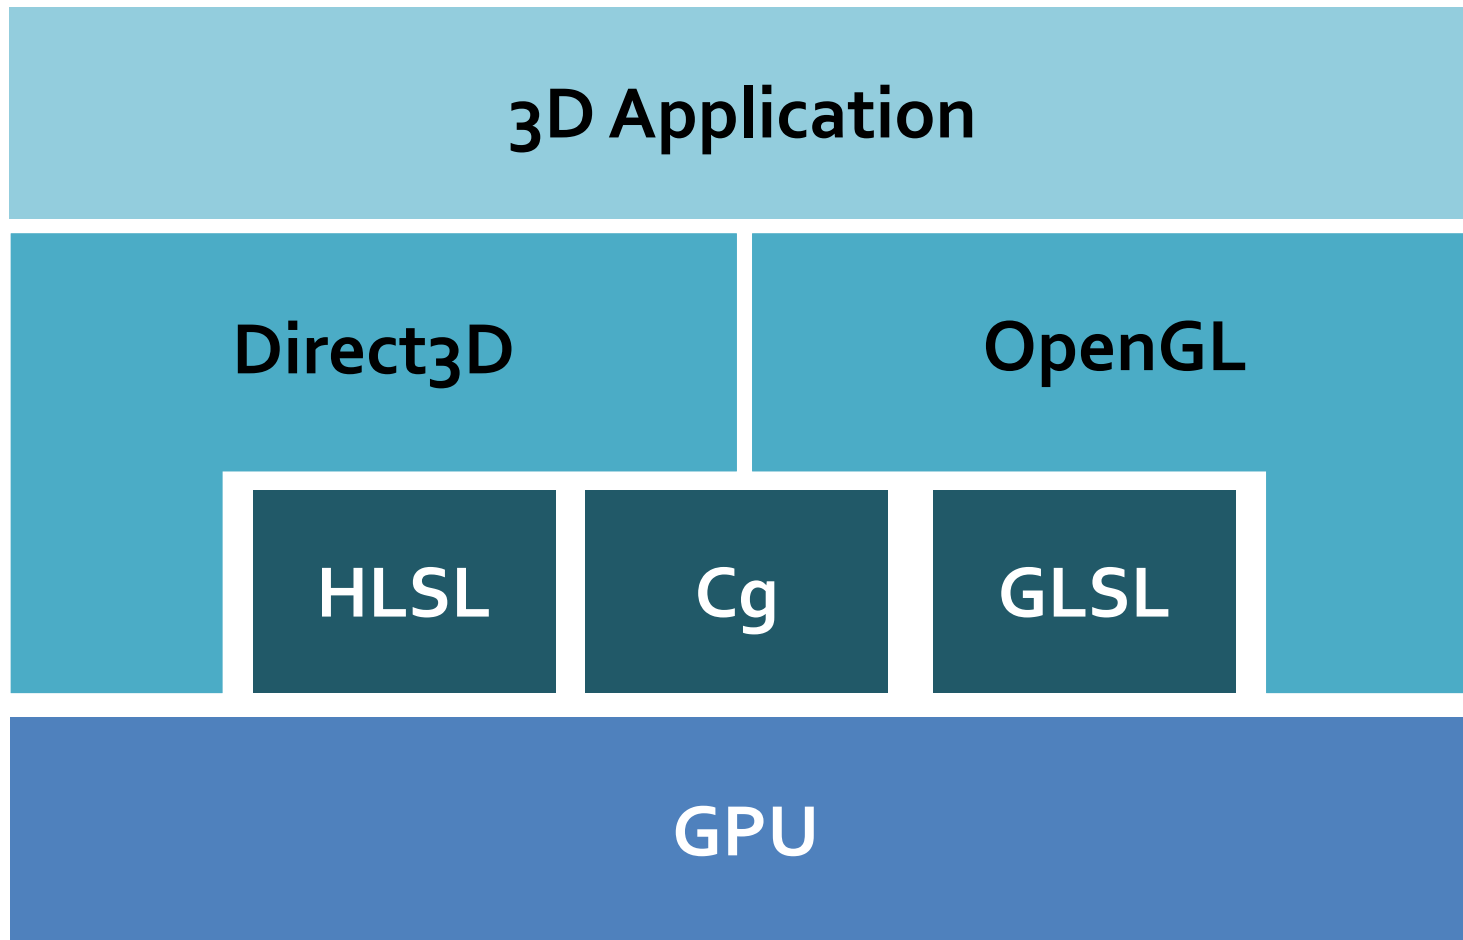 3D Application
Direct3D
OpenGL
HLSL
Cg
GLSL
GPU